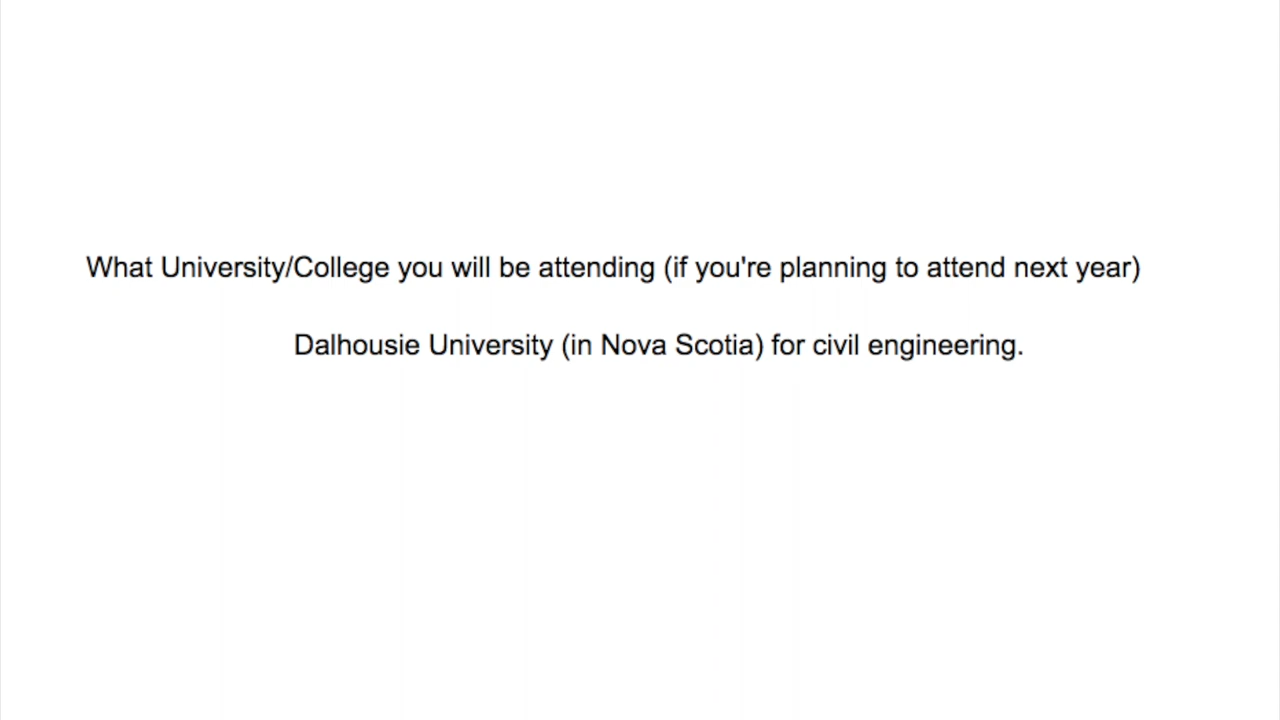 What University/College you will be attending (if you're planning to attend next year)
Dalhousie University (in Nova Scotia) for civil engineering.